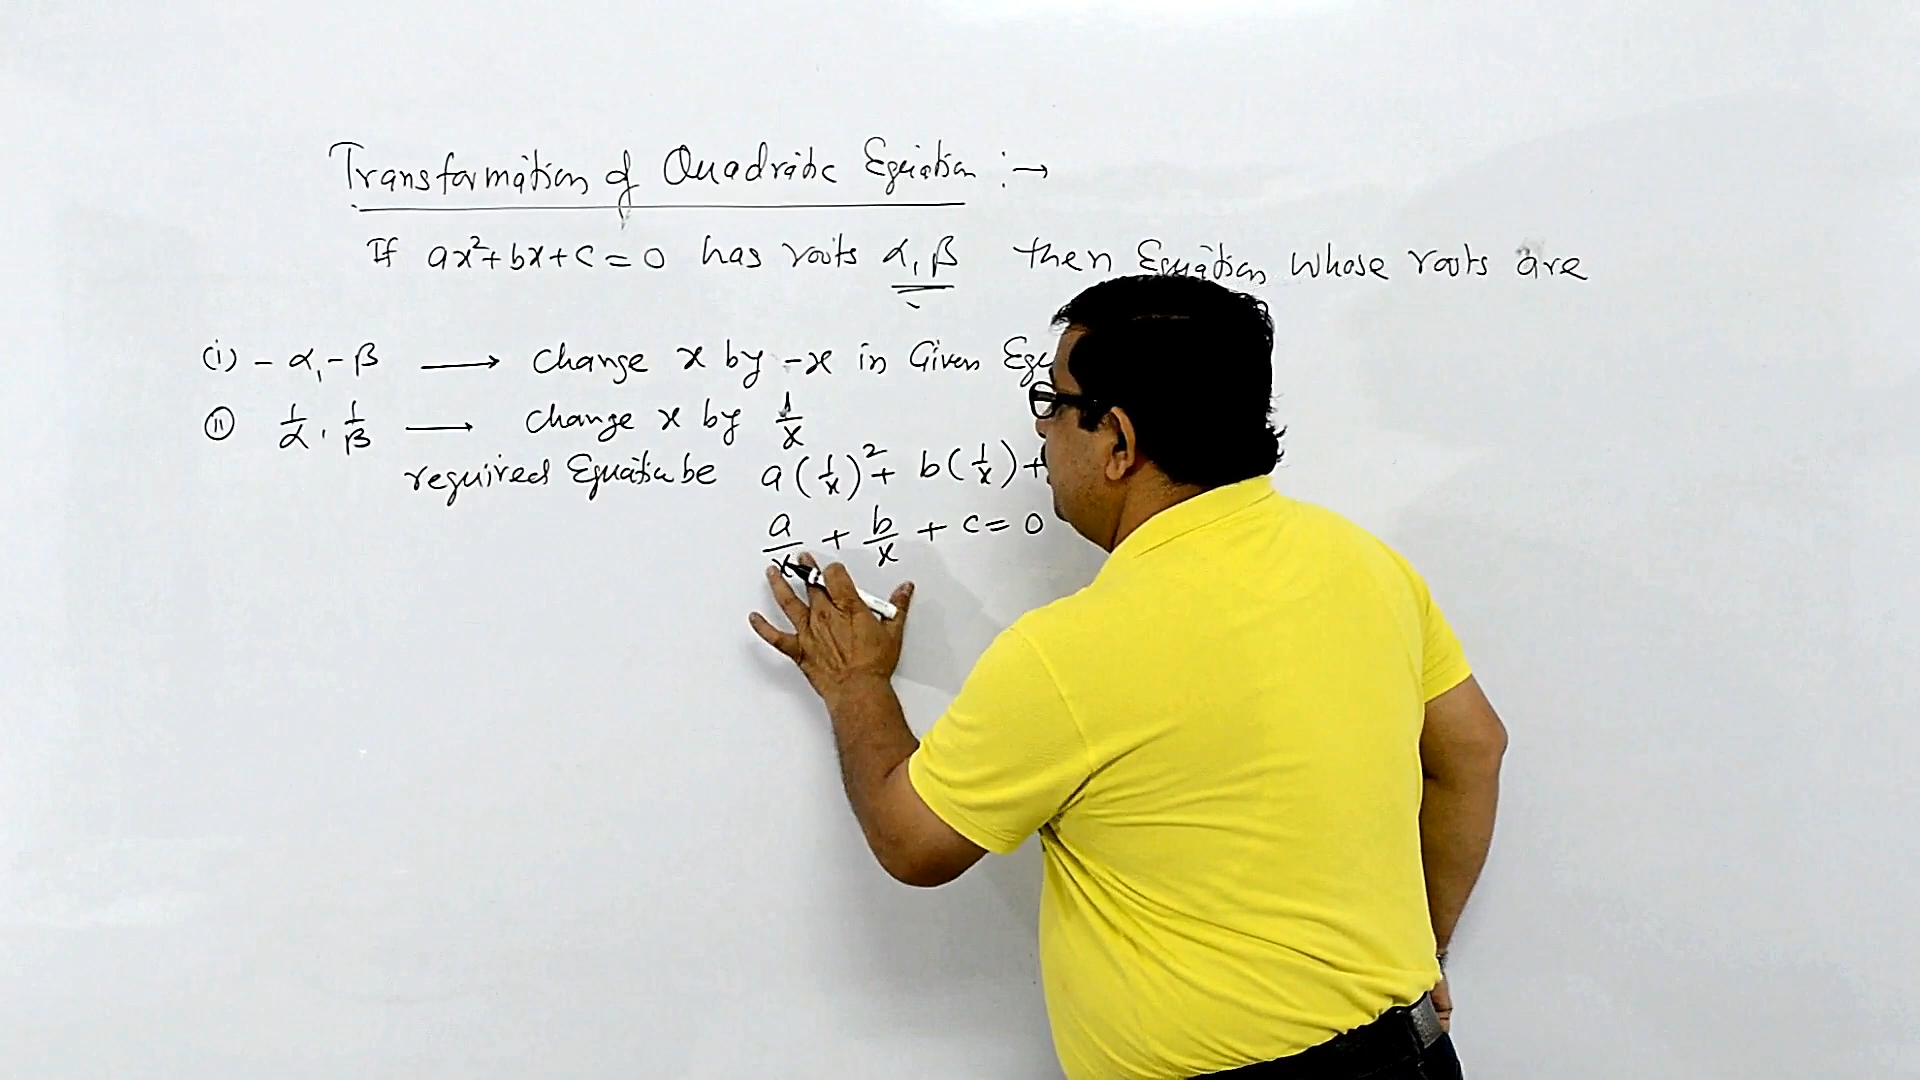 Transformation of Quadratic Equation :→
If ax²+bx+c=0 has roots α, β then Equation whose roots are
(i) -α, -β → change x by -x in Given Equ
(ii) 1/α, 1/β → change x by 1/x
required Equation be a(1/x)²+ b(1/x)+
a/x + b/x + c = 0